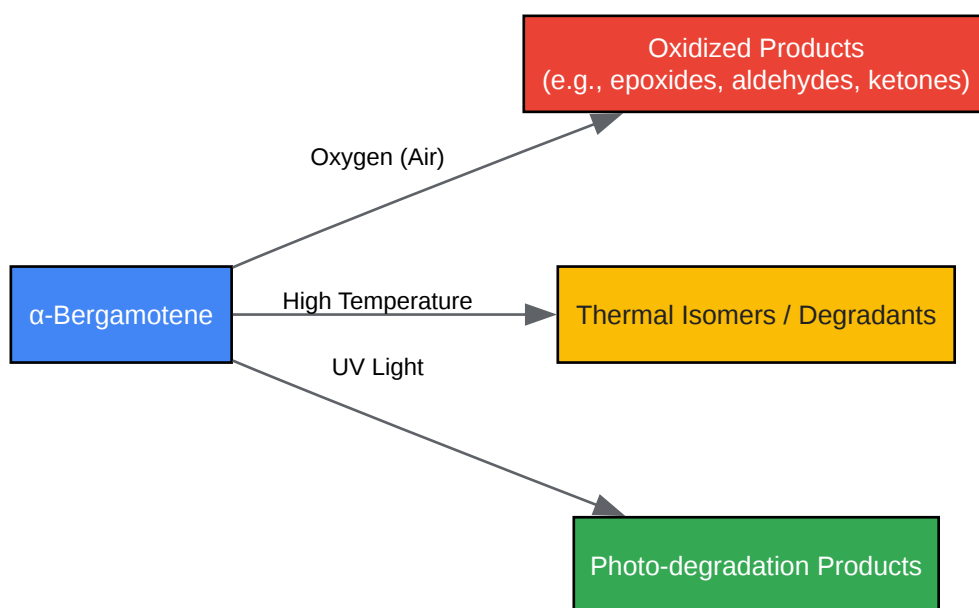 Oxidized Products
(e.g., epoxides, aldehydes, ketones)
Oxygen (Air)
α-Bergamotene
High Temperature
Thermal Isomers / Degradants
UV Light
Photo-degradation Products